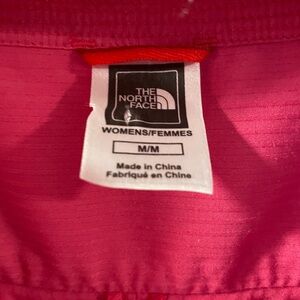 THE
NORTH
FACE
WOMENS/FEMMES
M/M
Made in China
Fabriqué en Chine